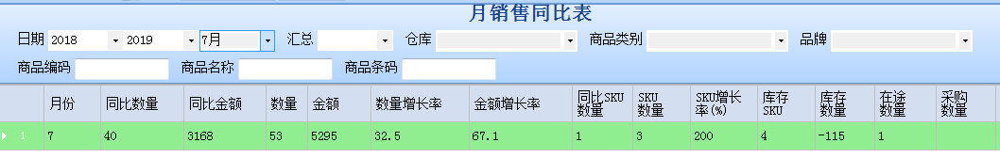 月销售同比表
日期 2018 2019 7月 汇总 仓库 商品类别 品牌
商品编码 商品名称 商品条码
月份 同比数量 同比金额 数量 金额 数量增长率 金额增长率 同比SKU数量 SKU数量 SKU增长率(%) 库存SKU 库存数量 在途数量 采购数量
1 7 40 3168 53 5295 32.5 67.1 1 3 200 4 -115 1